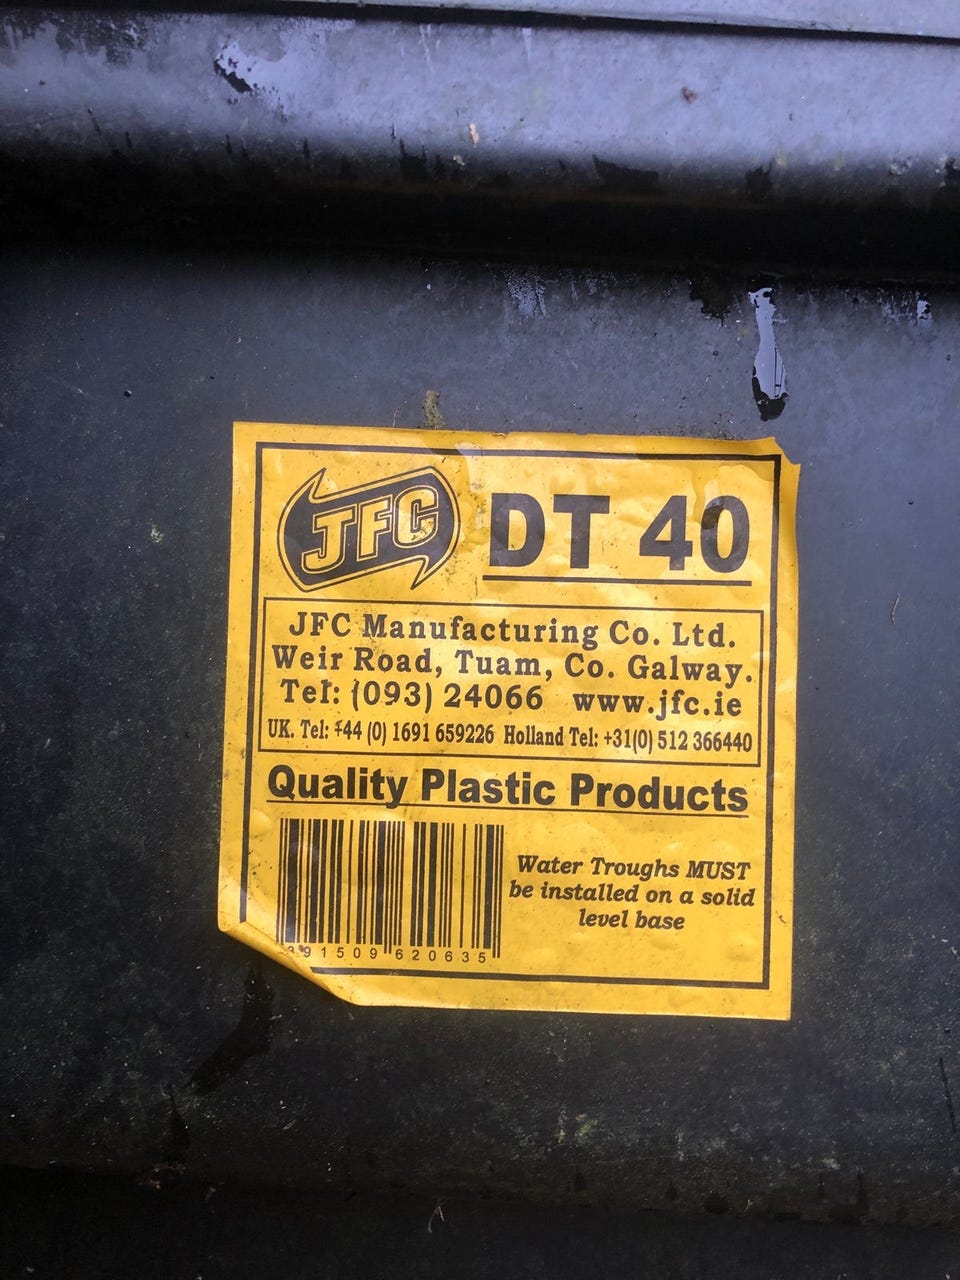 JFC DT 40
JFC Manufacturing Co. Ltd.
Weir Road, Tuam, Co. Galway.
Tel: (093) 24066 www.jfc.ie
UK. Tel: +44 (0) 1691 659226 Holland Tel: +31(0) 512 366440
Quality Plastic Products
Water Troughs MUST
be installed on a solid
level base
391509 620635